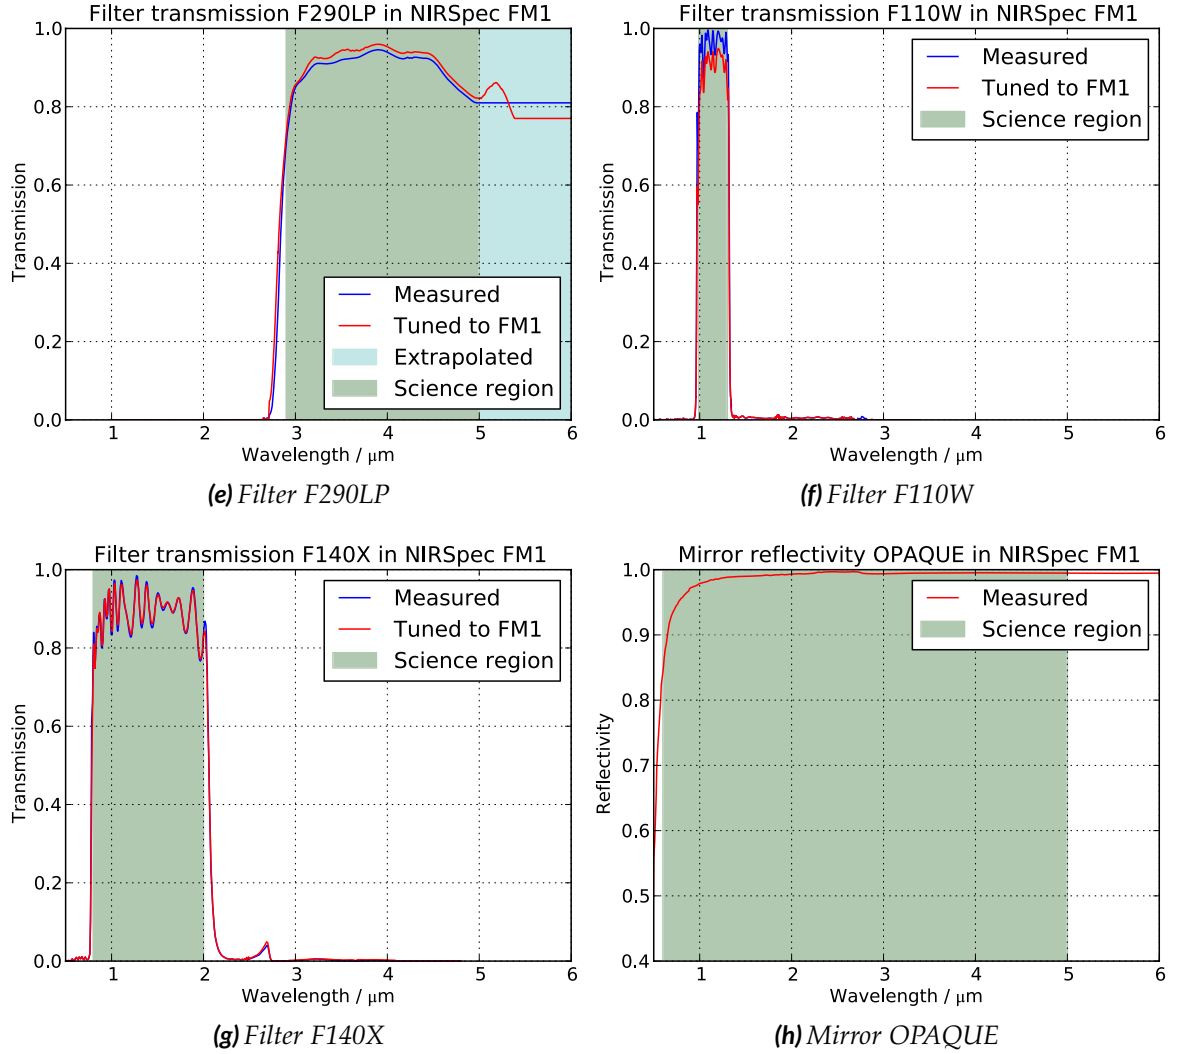 Filter transmission F290LP in NIRSpec FM1
1.0
0.8
0.6
0.4
0.2
0.0
Transmission
Measured
Tuned to FM1
Extrapolated
Science region
1 2 3 4 5 6
Wavelength / μm
(e) Filter F290LP
Filter transmission F110W in NIRSpec FM1
1.0
0.8
0.6
0.4
0.2
0.0
Transmission
Measured
Tuned to FM1
Science region
1 2 3 4 5 6
Wavelength / μm
(f) Filter F110W
Filter transmission F140X in NIRSpec FM1
1.0
0.8
0.6
0.4
0.2
0.0
Transmission
Measured
Tuned to FM1
Science region
1 2 3 4 5 6
Wavelength / μm
(g) Filter F140X
Mirror reflectivity OPAQUE in NIRSpec FM1
1.0
0.9
0.8
0.7
0.6
0.5
0.4
Reflectivity
Measured
Science region
1 2 3 4 5 6
Wavelength / μm
(h) Mirror OPAQUE